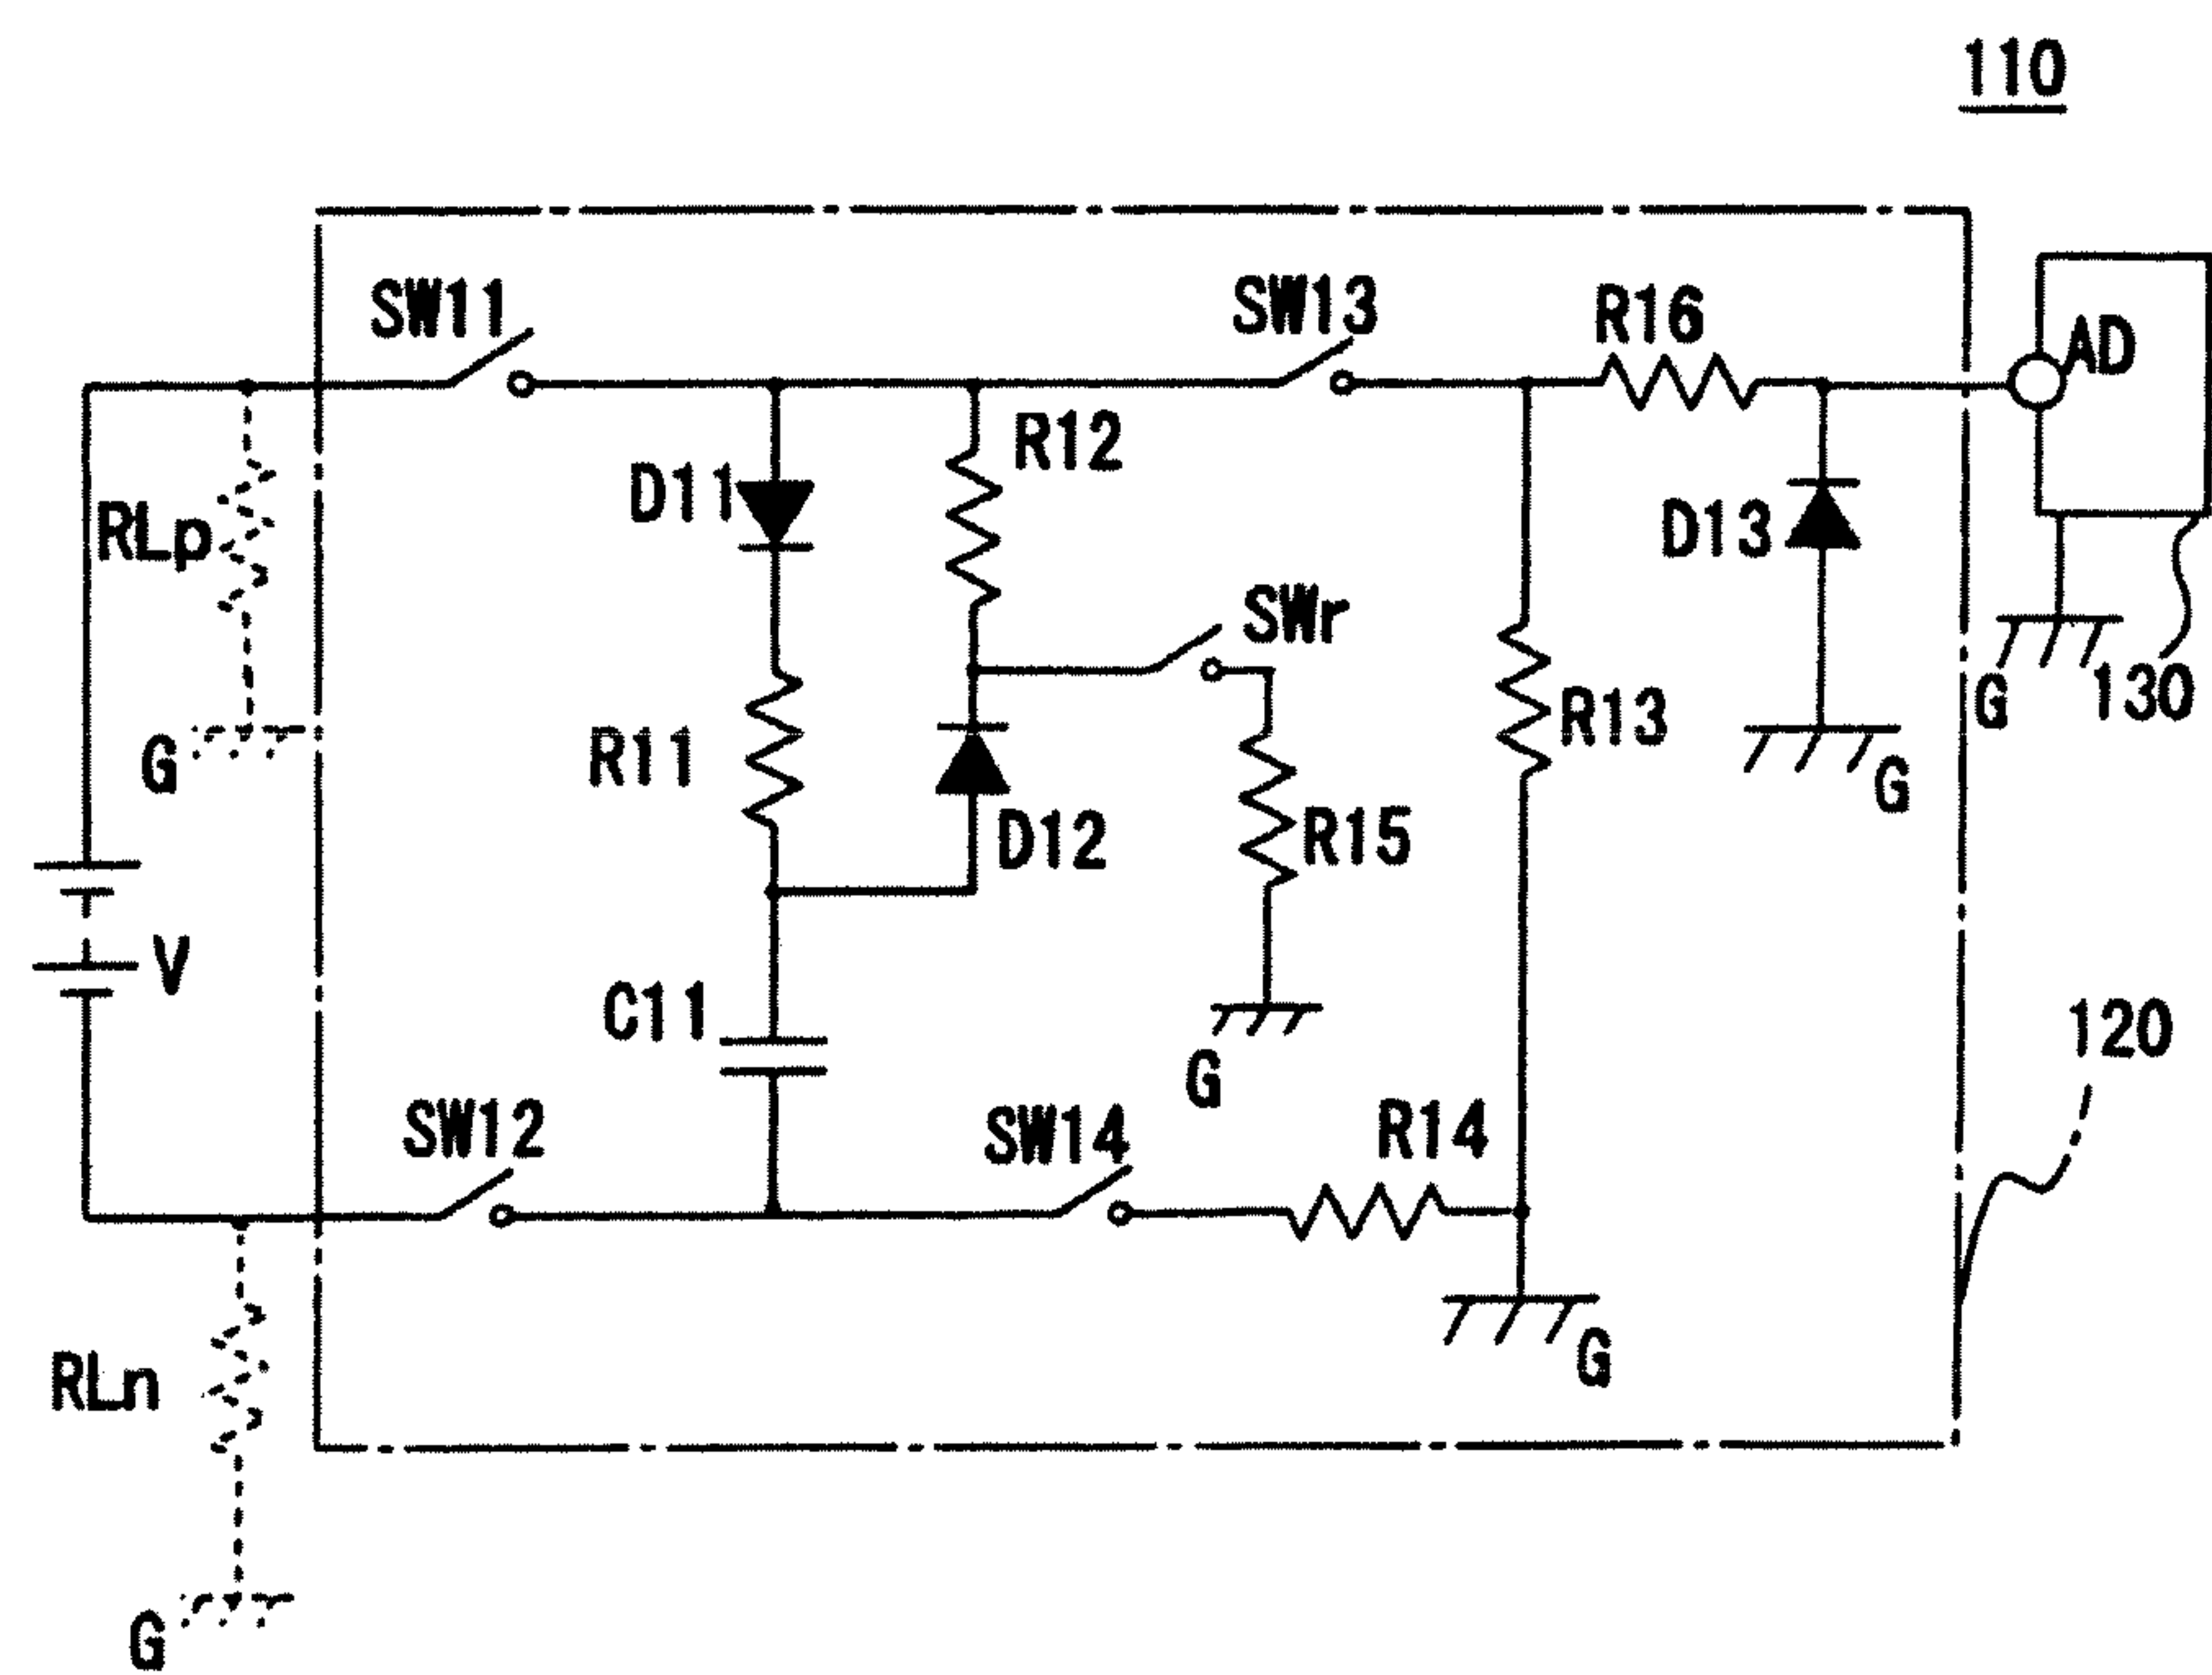 110
SW11
SW13
R16
AD
R12
D11
RLp
D13
SWr
G
130
R13
R11
G
G
D12
R15
V
C11
120
G
SW12
SW14
R14
G
RLn
G